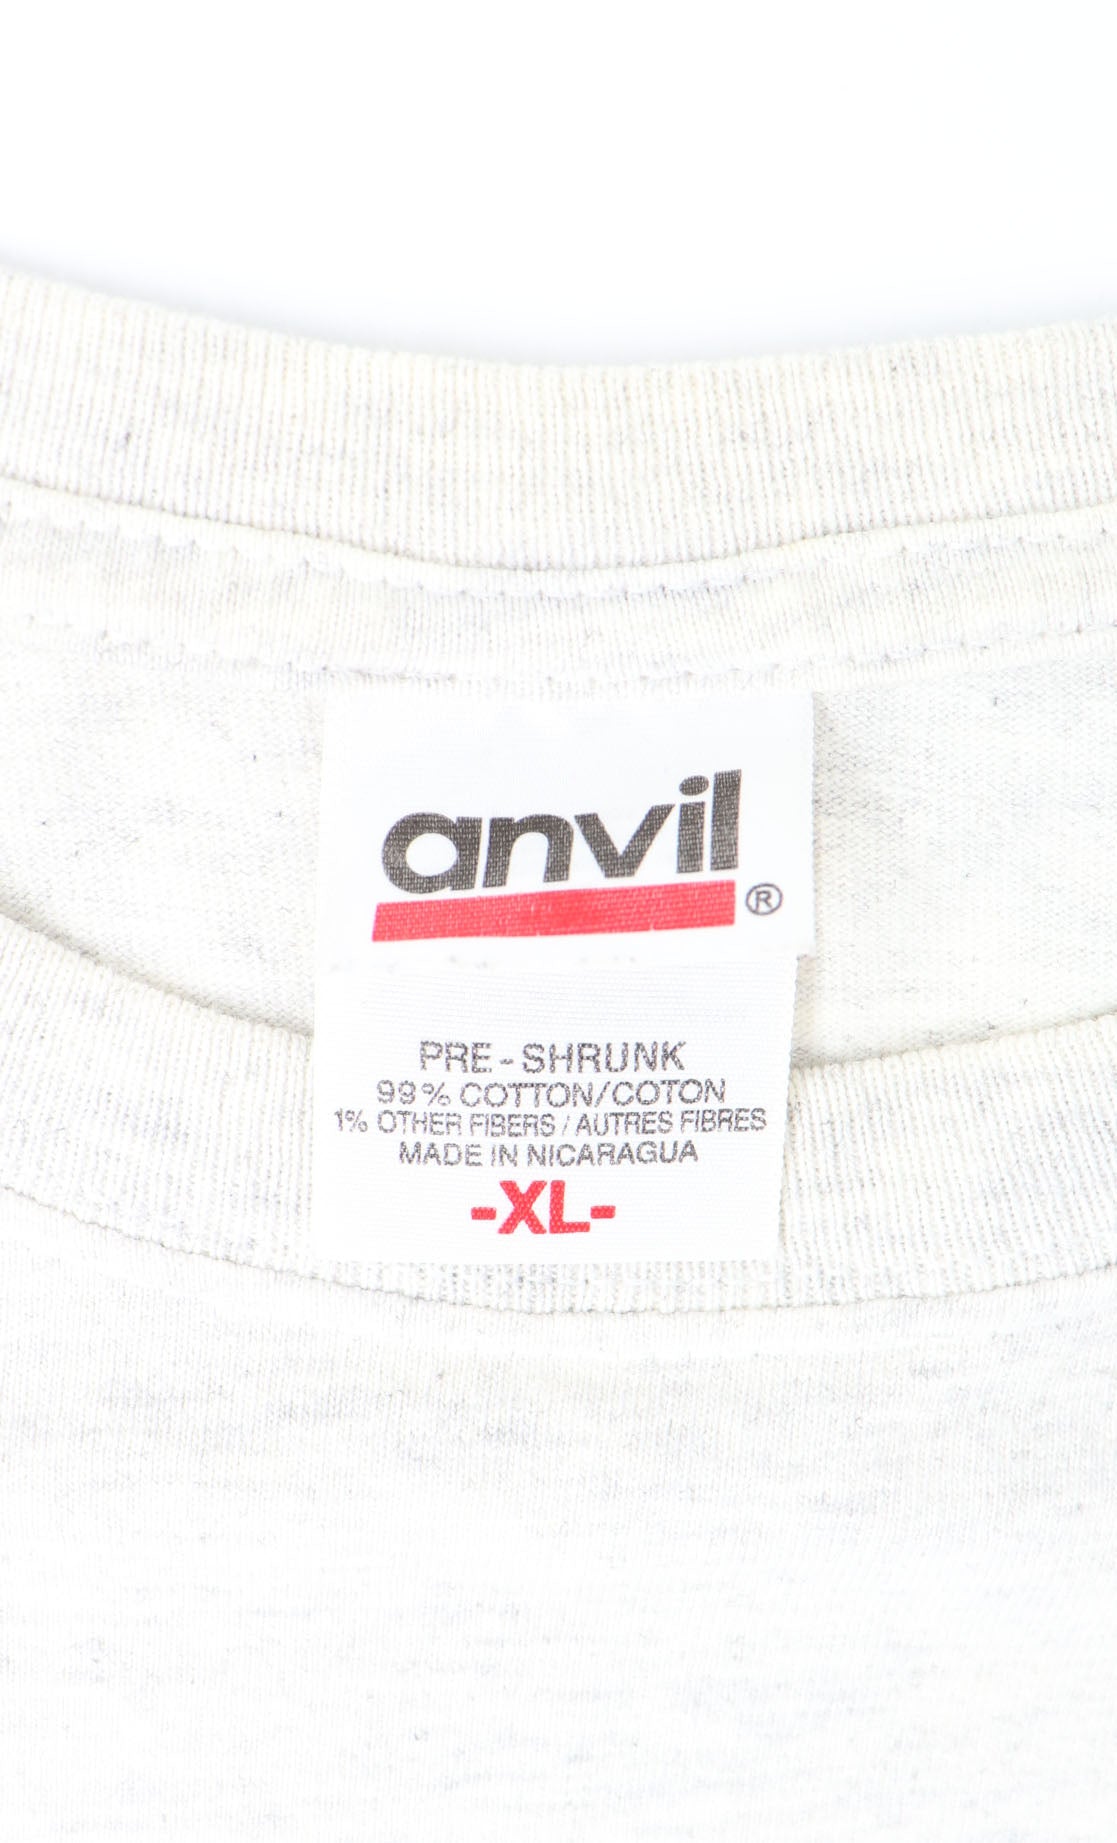 anvil®
PRE-SHRUNK
99% COTTON/COTON
1% OTHER FIBERS / AUTRES FIBRES
MADE IN NICARAGUA
-XL-